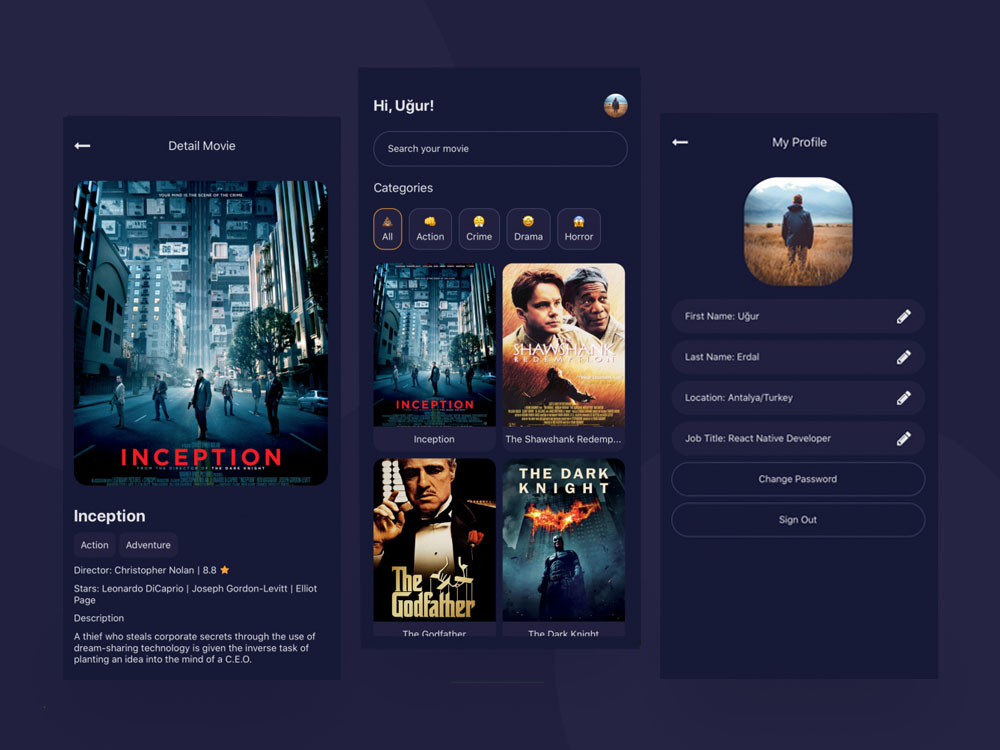 Detail Movie
YOUR MIND IS THE SCENE OF THE CRIME.
INCEPTION
FROM THE DIRECTOR OF THE DARK KNIGHT
Inception
Action
Adventure
Director: Christopher Nolan | 8.8
Stars: Leonardo DiCaprio | Joseph Gordon-Levitt | Elliot
Page
Description
A thief who steals corporate secrets through the use of
dream-sharing technology is given the inverse task of
planting an idea into the mind of a C.E.O.
Hi, Uğur!
Search your movie
Categories
All
Action
Crime
Drama
Horror
INCEPTION
Inception
SHAWSHANK
REDEMPTION
The Shawshank Redemp...
The
Godfather
The Godfather
THE DARK
KNIGHT
The Dark Knight
My Profile
First Name: Uğur
Last Name: Erdal
Location: Antalya/Turkey
Job Title: React Native Developer
Change Password
Sign Out